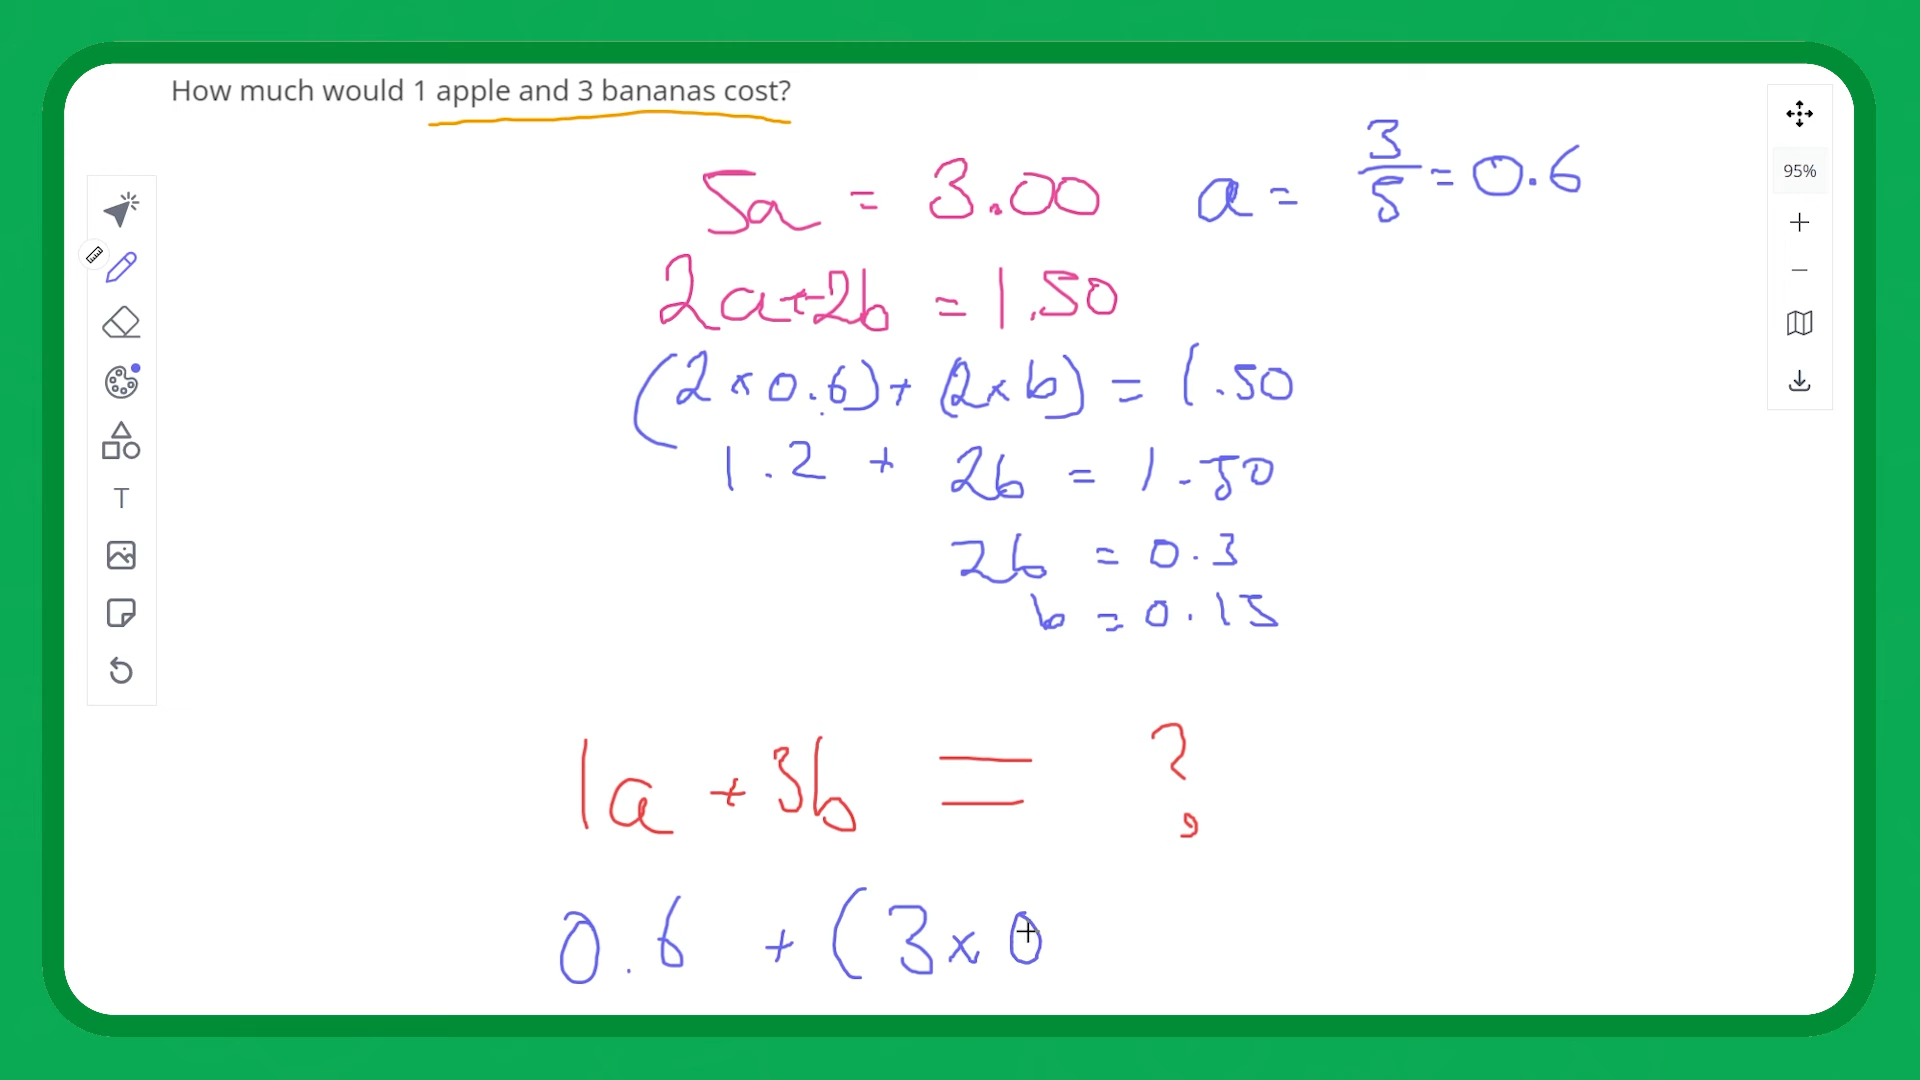 How much would 1 apple and 3 bananas cost?
5a = 3.00
a = 3/5 = 0.6
95%
2a+2b = 1.50
(2 × 0.6) + (2 × b) = 1.50
1.2 + 2b = 1.50
T
2b = 0.3
b = 0.15
1a + 3b = ?
0.6 + (3 × 0